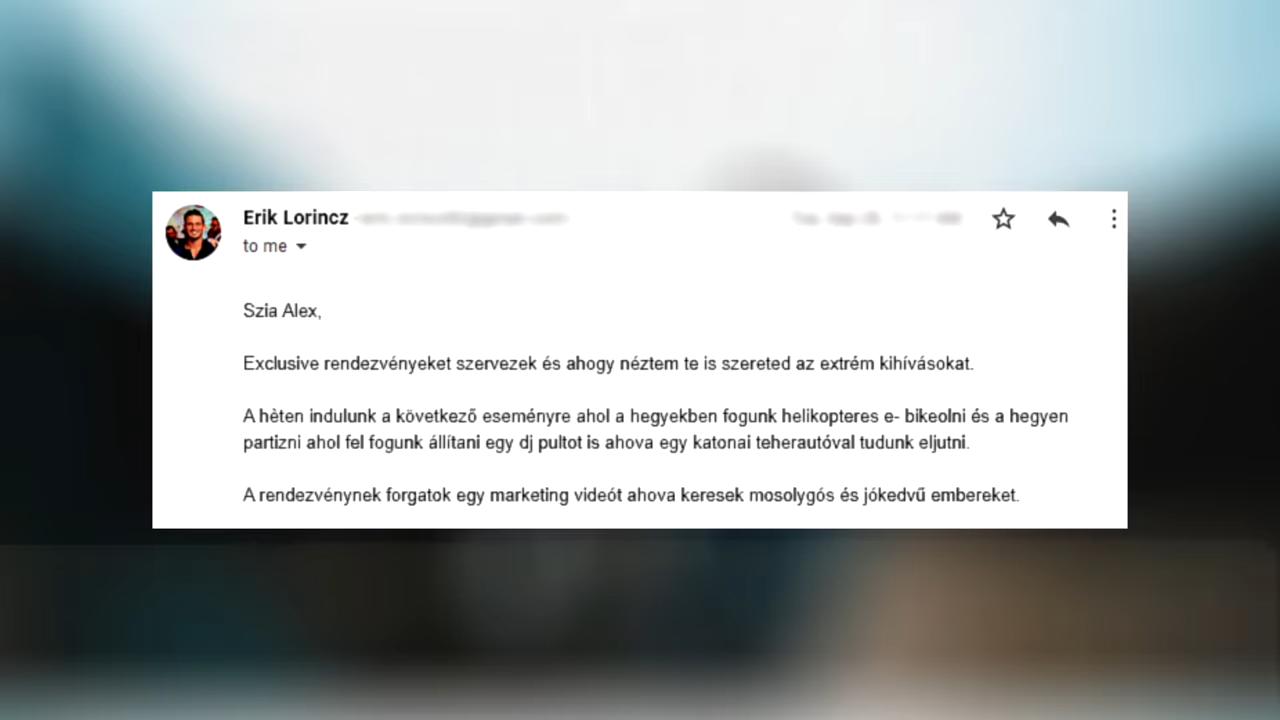 Erik Lorincz
to me
Szia Alex,
Exclusive rendezvényeket szervezek és ahogy néztem te is szereted az extrém kihívásokat.
A hèten indulunk a következő eseményre ahol a hegyekben fogunk helikopteres e- bikeolni és a hegyen
partizni ahol fel fogunk állítani egy dj pultot is ahova egy katonai teherautóval tudunk eljutni.
A rendezvénynek forgatok egy marketing videót ahova keresek mosolygós és jókedvű embereket.